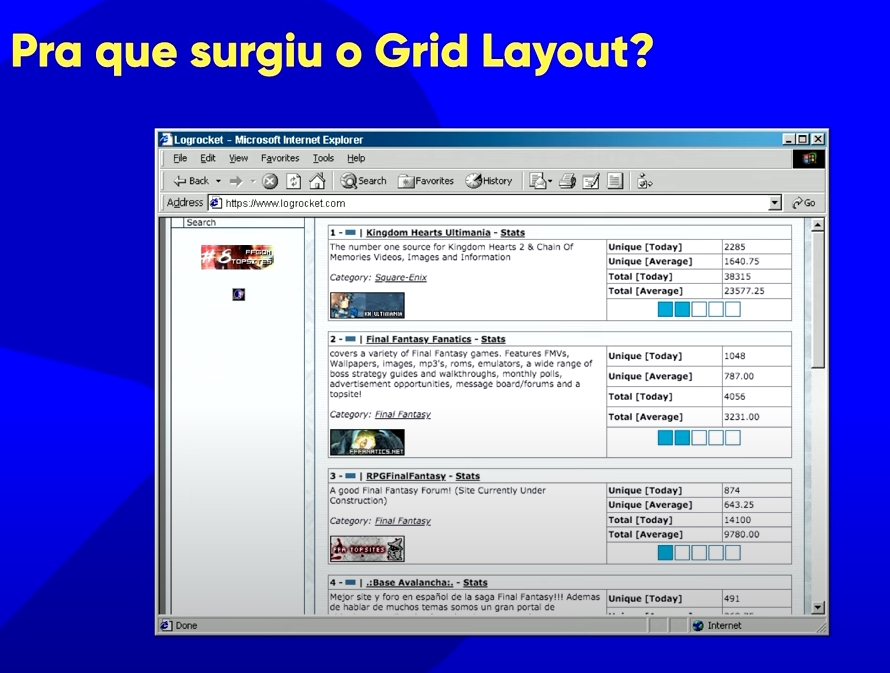 Pra que surgiu o Grid Layout?
Logrocket - Microsoft Internet Explorer
File Edit View Favorites Tools Help
Back Search Favorites History
Address https://www.logrocket.com Go
Search
#8 FFCOM TOPSITES
1 - | Kingdom Hearts Ultimania - Stats
The number one source for Kingdom Hearts 2 & Chain Of
Memories Videos, Images and Information
Category: Square-Enix
KH ULTIMANIA
Unique [Today] 2285
Unique [Average] 1640.75
Total [Today] 38315
Total [Average] 23577.25
2 - | Final Fantasy Fanatics - Stats
covers a variety of Final Fantasy games. Features FMVs,
Wallpapers, images, mp3's, roms, emulators, a wide range of
boss strategy guides and walkthroughs, monthly polls,
advertisement opportunities, message board/forums and a
topsite!
Category: Final Fantasy
FFFANATICS.NET
Unique [Today] 1048
Unique [Average] 787.00
Total [Today] 4056
Total [Average] 3231.00
3 - | RPGFinalFantasy - Stats
A good Final Fantasy Forum! (Site Currently Under
Construction)
Category: Final Fantasy
TOPSITES
Unique [Today] 874
Unique [Average] 643.25
Total [Today] 14100
Total [Average] 9780.00
4 - | .:Base Avalancha:. - Stats
Mejor site y foro en español de la saga Final Fantasy!!! Ademas
de hablar de muchos temas somos un gran portal de
Unique [Today] 491
Done Internet